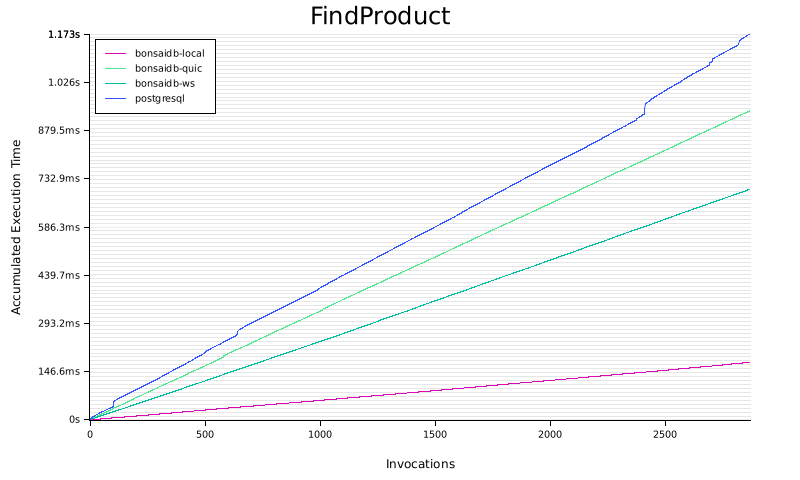 FindProduct
1.173s
bonsaidb-local
bonsaidb-quic
bonsaidb-ws
postgresql
1.026s
879.5ms
732.9ms
586.3ms
439.7ms
293.2ms
146.6ms
0s
Accumulated Execution Time
0 500 1000 1500 2000 2500
Invocations